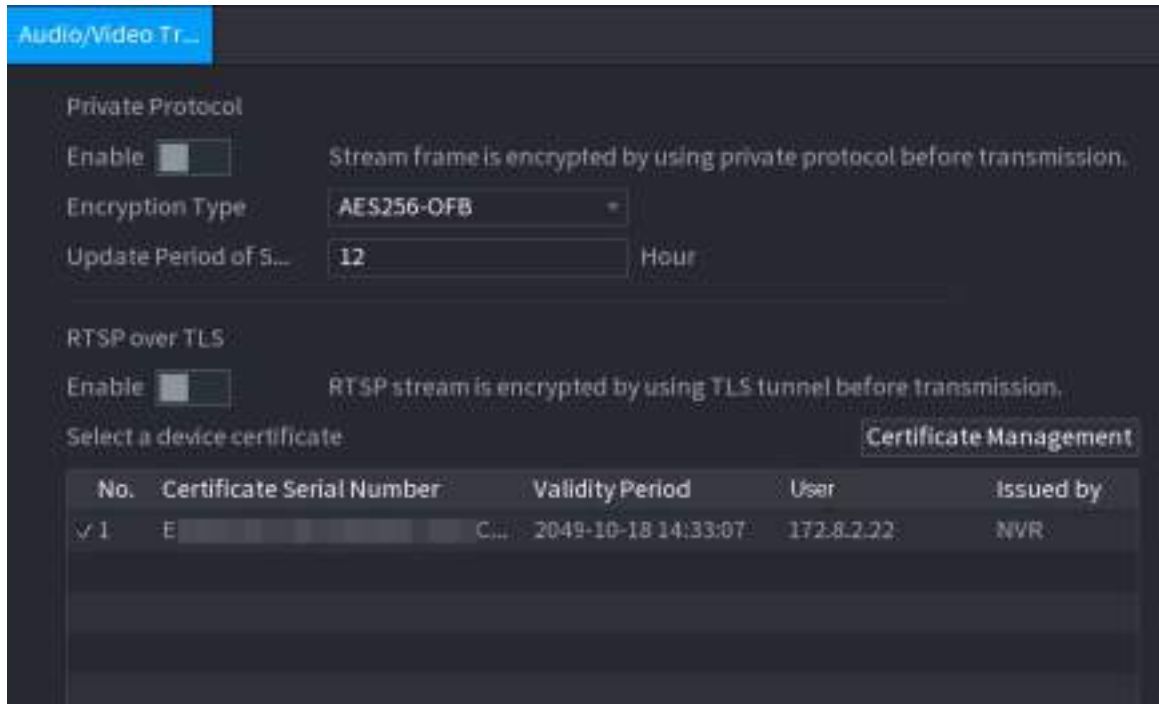 Audio/Video Tr...
Private Protocol
Enable Stream frame is encrypted by using private protocol before transmission.
Encryption Type AES256-OFB
Update Period of S... 12 Hour
RTSP over TLS
Enable RTSP stream is encrypted by using TLS tunnel before transmission.
Select a device certificate Certificate Management
No. Certificate Serial Number Validity Period User Issued by
1 E C... 2049-10-18 14:33:07 172.8.2.22 NVR